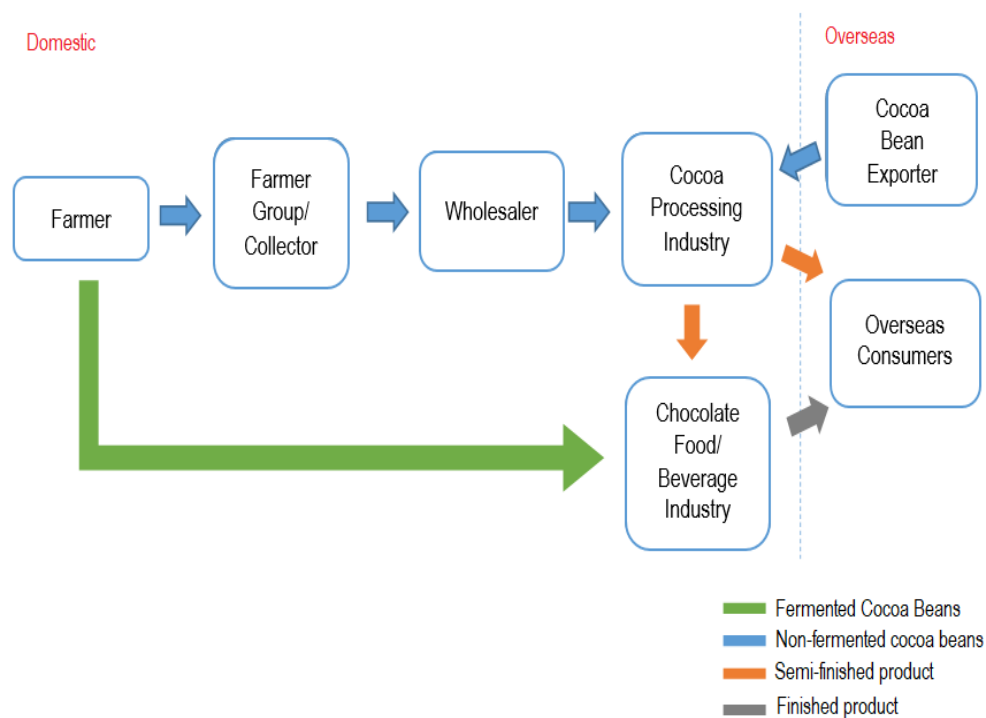 Domestic
Overseas
Cocoa
Bean
Exporter
Farmer
Farmer
Group/
Collector
Wholesaler
Cocoa
Processing
Industry
Overseas
Consumers
Chocolate
Food/
Beverage
Industry
Fermented Cocoa Beans
Non-fermented cocoa beans
Semi-finished product
Finished product